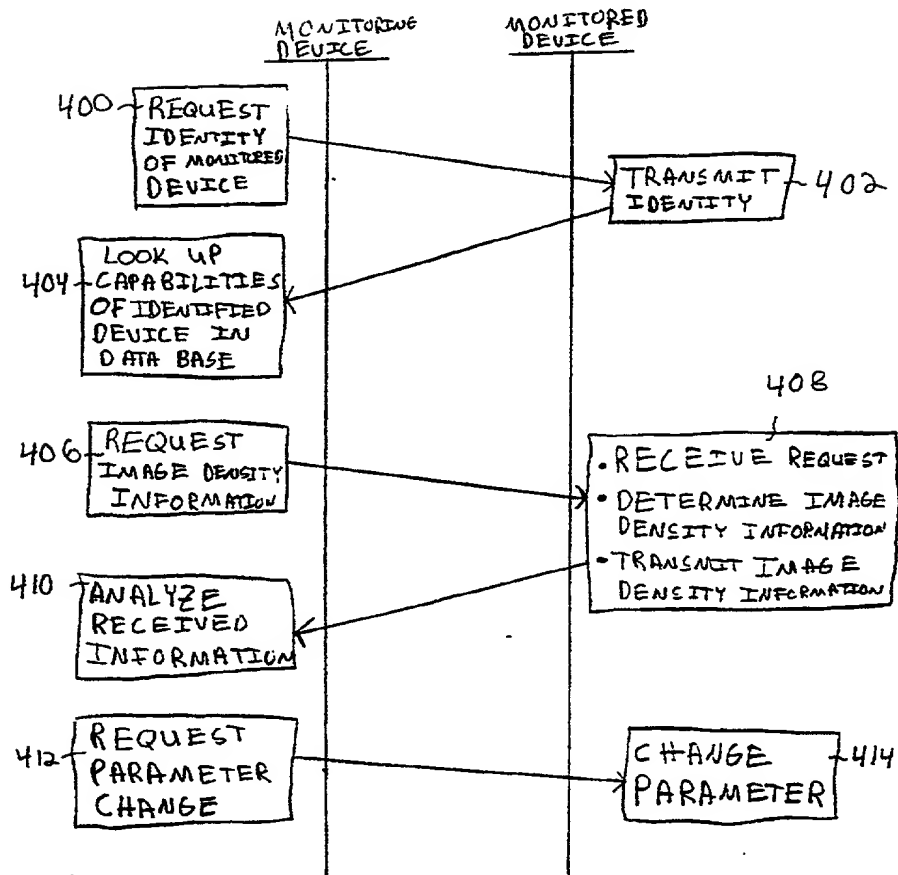 MONITORING
DEVICE
MONITORED
DEVICE
400
REQUEST
IDENTITY
OF MONITORED
DEVICE
TRANSMIT
IDENTITY
402
404
LOOK UP
CAPABILITIES
OF IDENTIFIED
DEVICE IN
DATA BASE
406
REQUEST
IMAGE DENSITY
INFORMATION
408
• RECEIVE REQUEST
• DETERMINE IMAGE
DENSITY INFORMATION
• TRANSMIT IMAGE
DENSITY INFORMATION
410
ANALYZE
RECEIVED
INFORMATION
412
REQUEST
PARAMETER
CHANGE
CHANGE
PARAMETER
414